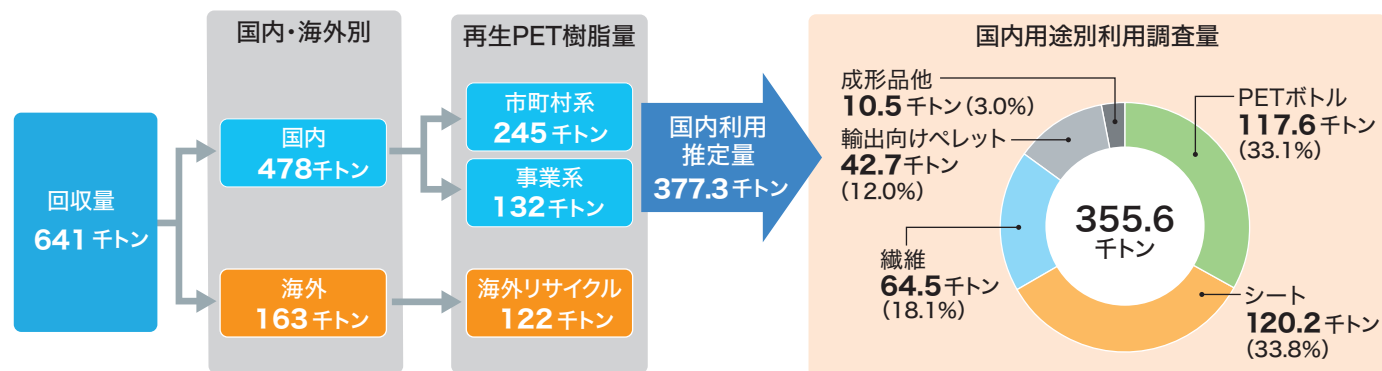 国内・海外別
再生PET樹脂量
国内用途別利用調査量
回収量
641 千トン
国内
478千トン
海外
163 千トン
市町村系
245 千トン
事業系
132 千トン
海外リサイクル
122 千トン
国内利用
推定量
377.3 千トン
成形品他
10.5 千トン (3.0%)
輸出向けペレット
42.7 千トン
(12.0%)
繊維
64.5 千トン
(18.1%)
355.6
千トン
PETボトル
117.6 千トン
(33.1%)
シート
120.2 千トン
(33.8%)